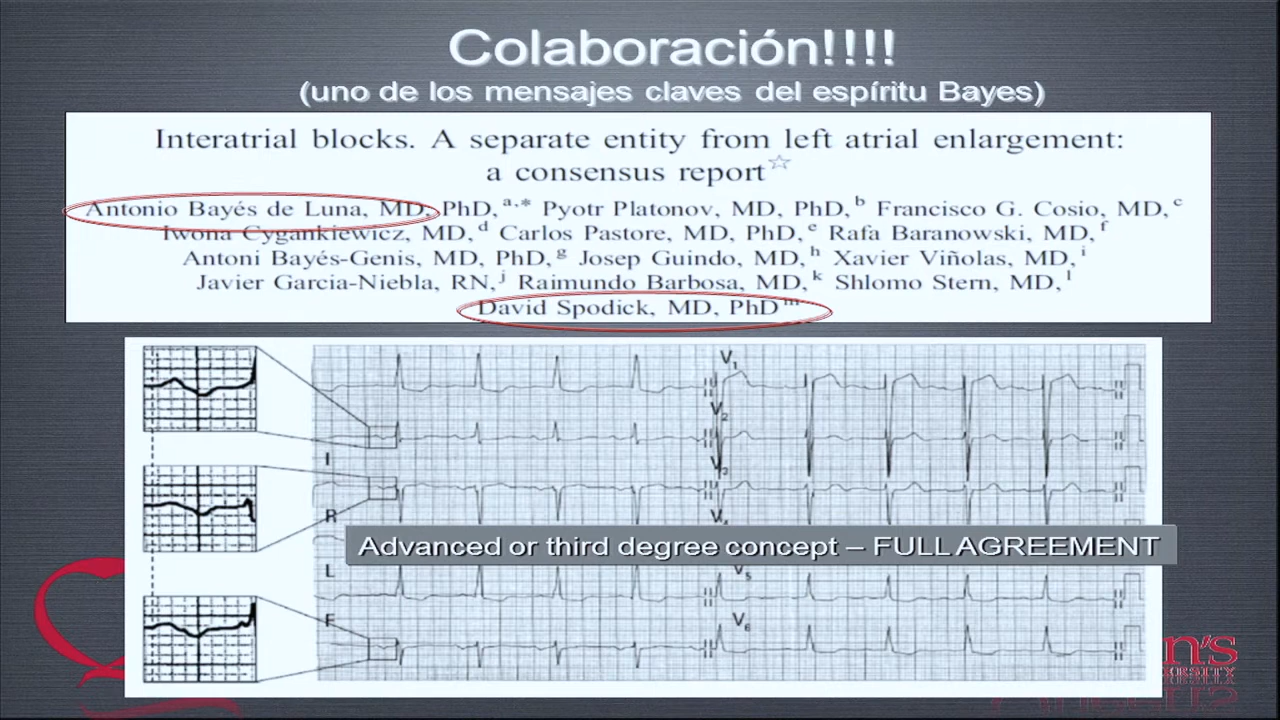 Colaboración!!!!
(uno de los mensajes claves del espíritu Bayes)
Interatrial blocks. A separate entity from left atrial enlargement:
a consensus report☆
Antonio Bayés de Luna, MD, PhD,a,* Pyotr Platonov, MD, PhD,b Francisco G. Cosio, MD,c
Iwona Cygankiewicz, MD,d Carlos Pastore, MD, PhD,e Rafa Baranowski, MD,f
Antoni Bayés-Genis, MD, PhD,g Josep Guindo, MD,h Xavier Viñolas, MD,i
Javier Garcia-Niebla, RN,j Raimundo Barbosa, MD,k Shlomo Stern, MD,l
David Spodick, MD, PhDm
V1
V2
I
V3
R
V4
Advanced or third degree concept – FULL AGREEMENT
L
V5
F
V6